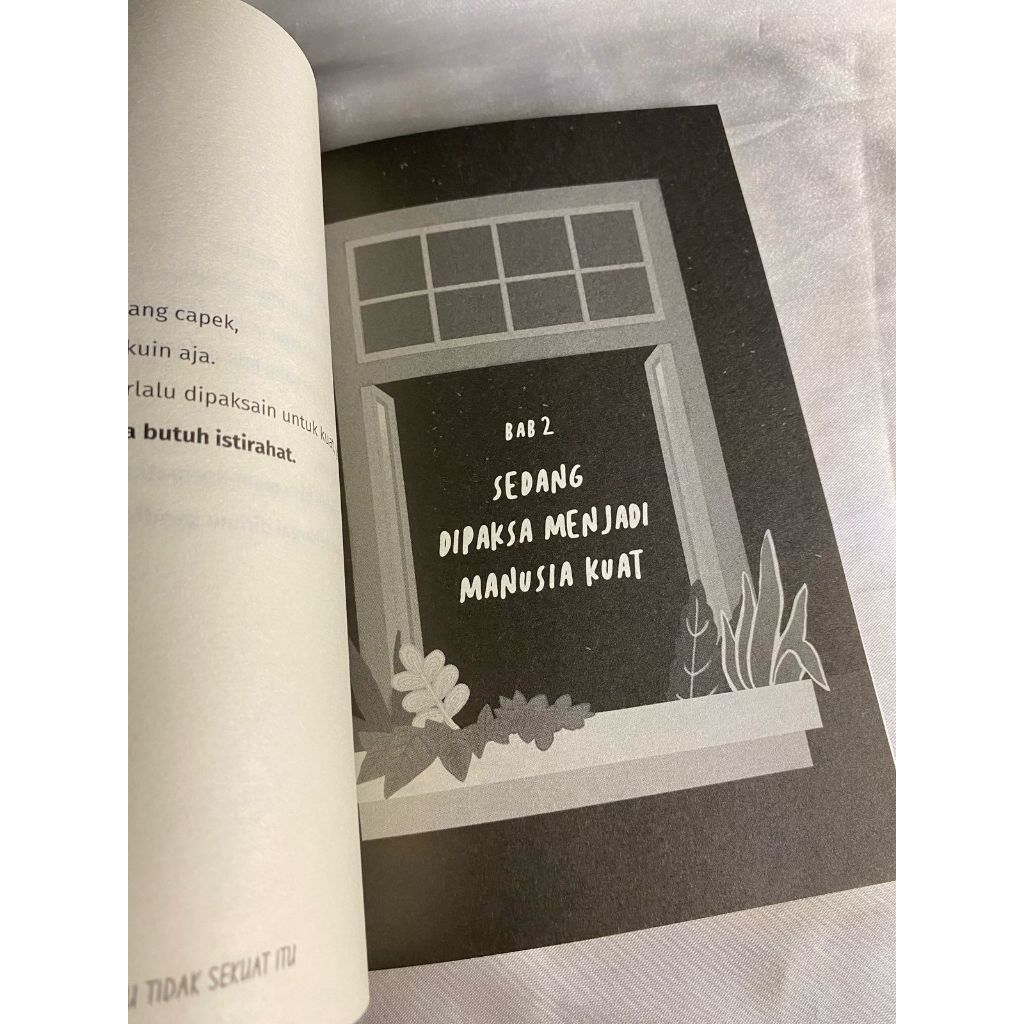 ang capek,
kuin aja.
rlalu dipaksain untuk kuat,
a butuh istirahat.
U TIDAK SEKUAT ITU
BAB 2
SEDANG
DIPAKSA MENJADI
MANUSIA KUAT